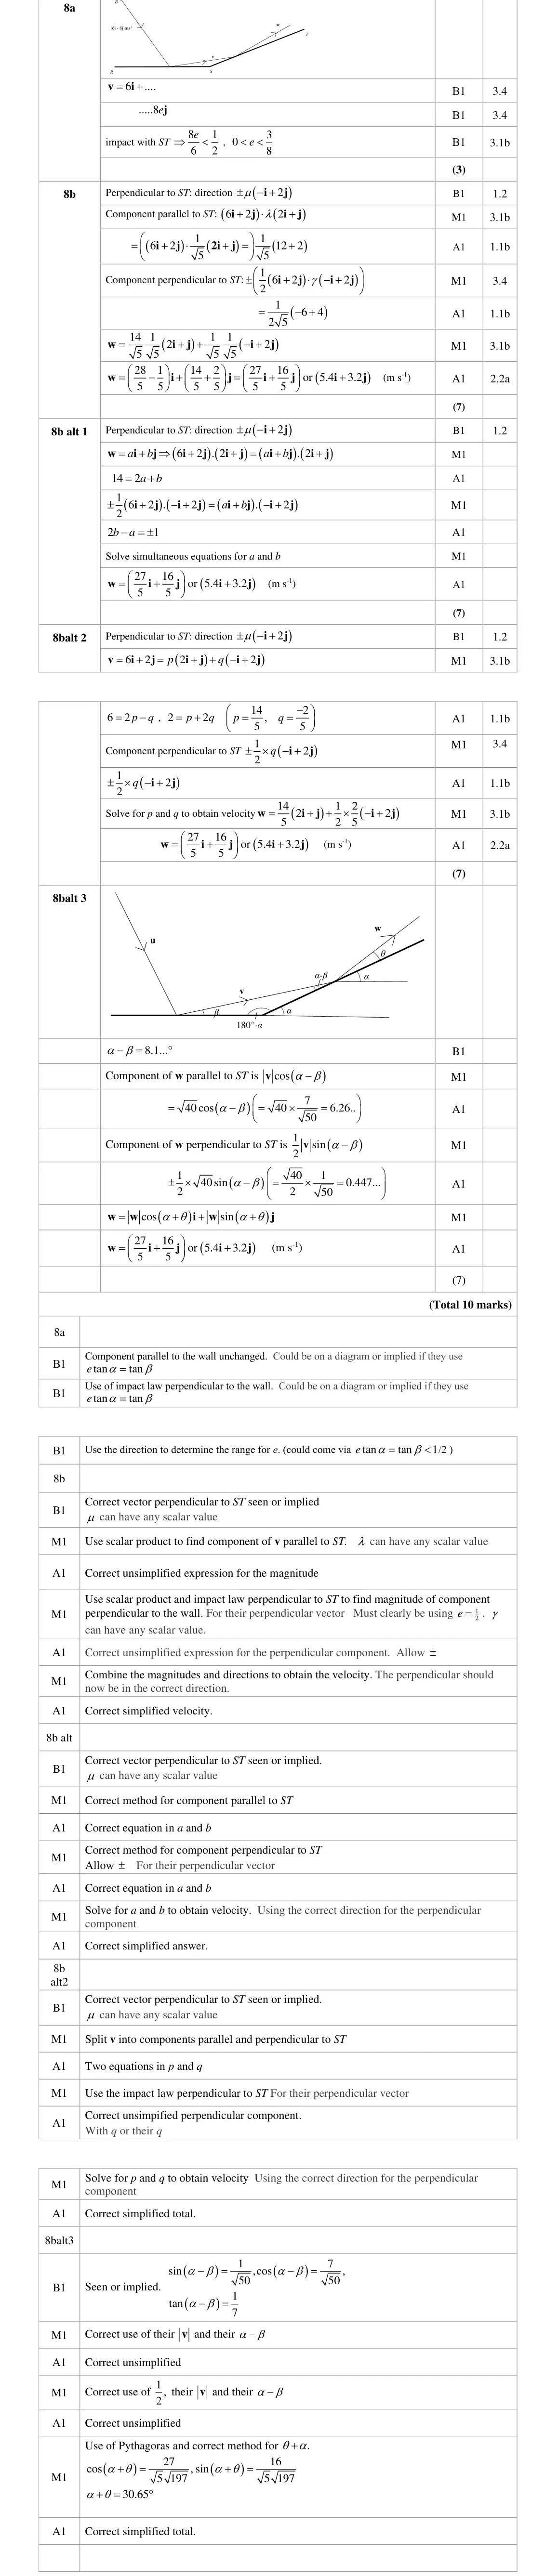 8a
(6i - 8j) ms⁻¹
w
T
v
R
S
v = 6i + ....
B1
3.4
.....8ej
B1
3.4
impact with ST ⇒ 8e/6 < 1/2 , 0 < e < 3/8
B1
3.1b
(3)
8b
Perpendicular to ST: direction ±μ(−i + 2j)
B1
1.2
Component parallel to ST: (6i + 2j)·λ(2i + j)
M1
3.1b
= ((6i + 2j)· 1/√5 (2i + j) =) 1/√5 (12 + 2)
A1
1.1b
Component perpendicular to ST: ±(1/2 (6i + 2j)·γ(−i + 2j))
M1
3.4
= 1/2√5 (−6 + 4)
A1
1.1b
w = 14/√5 1/√5 (2i + j) + 1/√5 1/√5 (−i + 2j)
M1
3.1b
w = (28/5 − 1/5)i + (14/5 + 2/5)j = (27/5 i + 16/5 j) or (5.4i + 3.2j) (m s⁻¹)
A1
2.2a
(7)
8b alt 1
Perpendicular to ST: direction ±μ(−i + 2j)
B1
1.2
w = ai + bj ⇒ (6i + 2j).(2i + j) = (ai + bj).(2i + j)
M1
14 = 2a + b
A1
± 1/2 (6i + 2j).(−i + 2j) = (ai + bj).(−i + 2j)
M1
2b − a = ±1
A1
Solve simultaneous equations for a and b
M1
w = (27/5 i + 16/5 j) or (5.4i + 3.2j) (m s⁻¹)
A1
(7)
8balt 2
Perpendicular to ST: direction ±μ(−i + 2j)
B1
1.2
v = 6i + 2j = p(2i + j) + q(−i + 2j)
M1
3.1b
6 = 2p − q , 2 = p + 2q (p = 14/5, q = −2/5)
A1
1.1b
Component perpendicular to ST ± 1/2 × q(−i + 2j)
M1
3.4
± 1/2 × q(−i + 2j)
A1
1.1b
Solve for p and q to obtain velocity w = 14/5 (2i + j) + 1/2 × 2/5 (−i + 2j)
M1
3.1b
w = (27/5 i + 16/5 j) or (5.4i + 3.2j) (m s⁻¹)
A1
2.2a
(7)
8balt 3
u
w
θ
α-β
α
v
β
α
180°-α
α − β = 8.1...°
B1
Component of w parallel to ST is |v|cos(α − β)
M1
= √40 cos(α − β) (= √40 × 7/√50 = 6.26..)
A1
Component of w perpendicular to ST is 1/2 |v|sin(α − β)
M1
± 1/2 × √40 sin(α − β) (= √40/2 × 1/√50 = 0.447...)
A1
w = |w|cos(α + θ)i + |w|sin(α + θ)j
M1
w = (27/5 i + 16/5 j) or (5.4i + 3.2j) (m s⁻¹)
A1
(7)
(Total 10 marks)
8a
B1
Component parallel to the wall unchanged. Could be on a diagram or implied if they use
e tan α = tan β
B1
Use of impact law perpendicular to the wall. Could be on a diagram or implied if they use
e tan α = tan β
B1
Use the direction to determine the range for e. (could come via e tan α = tan β < 1/2 )
8b
B1
Correct vector perpendicular to ST seen or implied
μ can have any scalar value
M1
Use scalar product to find component of v parallel to ST. λ can have any scalar value
A1
Correct unsimplified expression for the magnitude
M1
Use scalar product and impact law perpendicular to ST to find magnitude of component
perpendicular to the wall. For their perpendicular vector Must clearly be using e = 1/2 . γ
can have any scalar value.
A1
Correct unsimplified expression for the perpendicular component. Allow ±
M1
Combine the magnitudes and directions to obtain the velocity. The perpendicular should
now be in the correct direction.
A1
Correct simplified velocity.
8b alt
B1
Correct vector perpendicular to ST seen or implied.
μ can have any scalar value
M1
Correct method for component parallel to ST
A1
Correct equation in a and b
M1
Correct method for component perpendicular to ST
Allow ± For their perpendicular vector
A1
Correct equation in a and b
M1
Solve for a and b to obtain velocity. Using the correct direction for the perpendicular
component
A1
Correct simplified answer.
8b
alt2
B1
Correct vector perpendicular to ST seen or implied.
μ can have any scalar value
M1
Split v into components parallel and perpendicular to ST
A1
Two equations in p and q
M1
Use the impact law perpendicular to ST For their perpendicular vector
A1
Correct unsimpified perpendicular component.
With q or their q
M1
Solve for p and q to obtain velocity Using the correct direction for the perpendicular
component
A1
Correct simplified total.
8balt3
B1
Seen or implied. sin(α − β) = 1/√50 , cos(α − β) = 7/√50 ,
tan(α − β) = 1/7
M1
Correct use of their |v| and their α − β
A1
Correct unsimplified
M1
Correct use of 1/2, their |v| and their α − β
A1
Correct unsimplified
M1
Use of Pythagoras and correct method for θ + α.
cos(α + θ) = 27/√5√197 , sin(α + θ) = 16/√5√197
α + θ = 30.65°
A1
Correct simplified total.